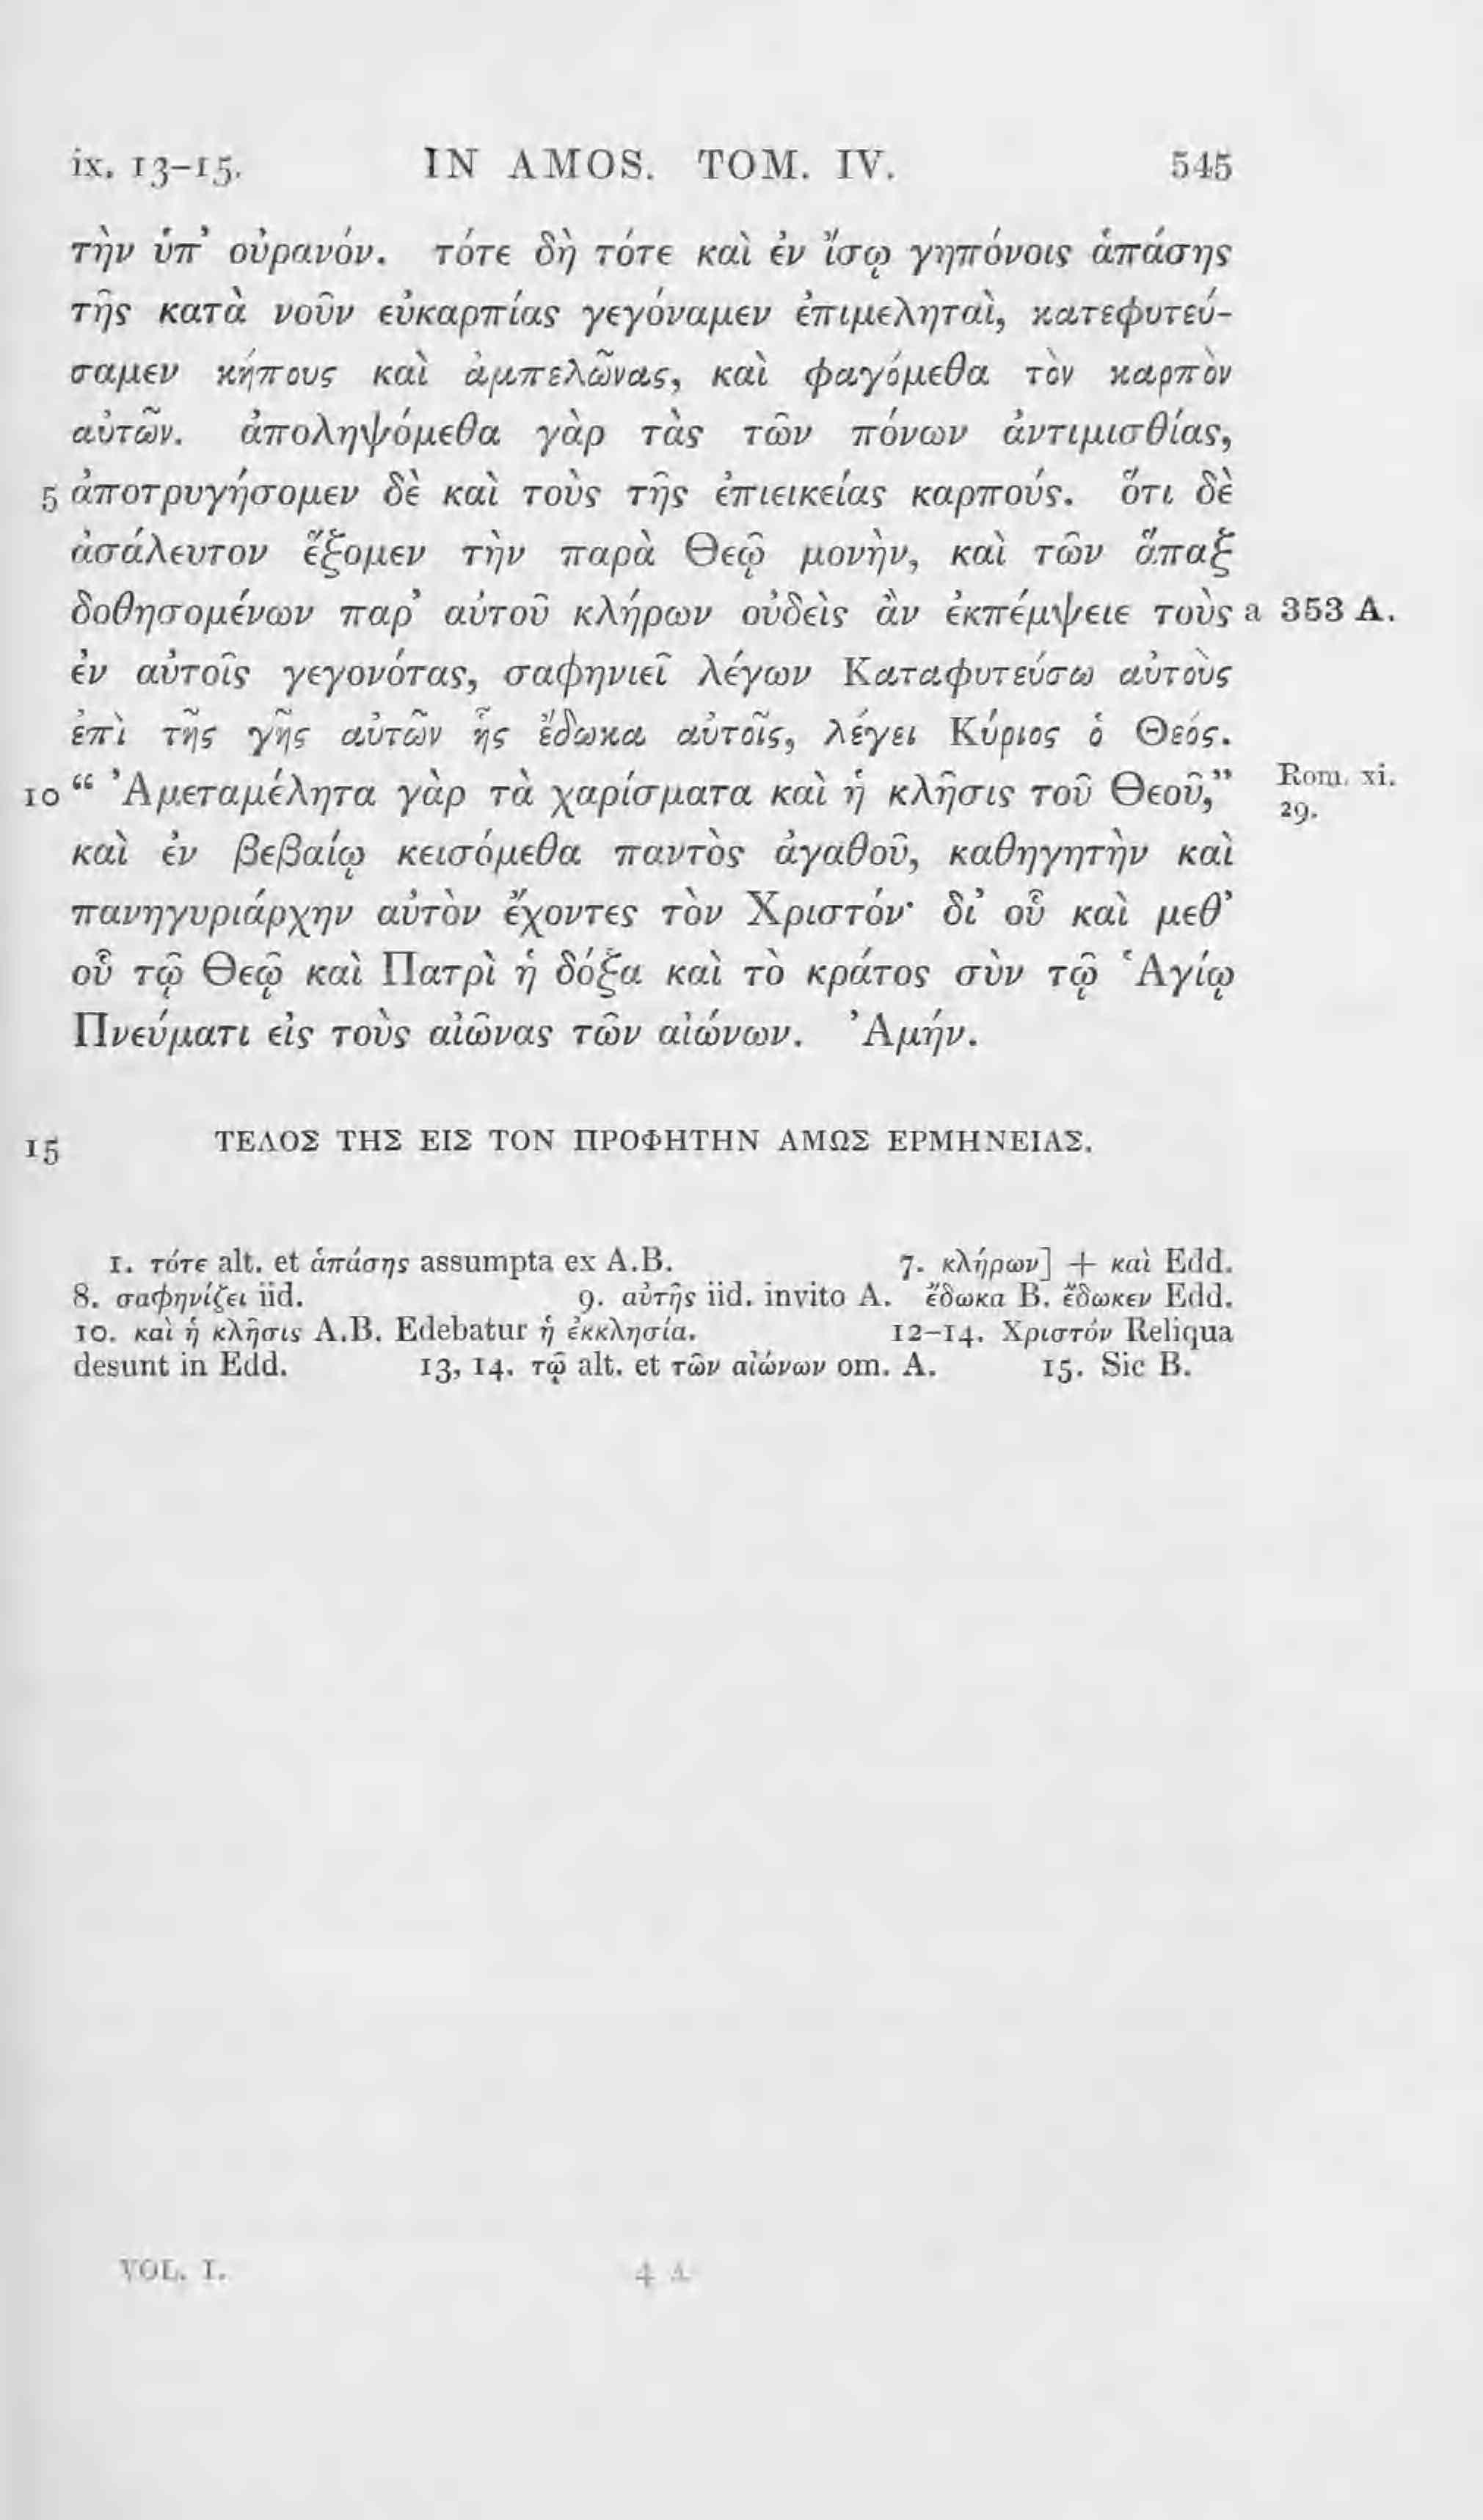 ix. 13–15. IN AMOS. TOM. IV. 545
τὴν ὑπ’ οὐρανόν. τότε δὴ τότε καὶ ἐν ἴσῳ γηπόνοις ἁπάσης
τῆς κατὰ νοῦν εὐκαρπίας γεγόναμεν ἐπιμεληταὶ, κατεφυτεύ-
σαμεν κήπους καὶ ἀμπελῶνας, καὶ φαγόμεθα τὸν καρπὸν
αὐτῶν. ἀποληψόμεθα γὰρ τὰς τῶν πόνων ἀντιμισθίας,
5 ἀποτρυγήσομεν δὲ καὶ τοὺς τῆς ἐπιεικείας καρπούς. ὅτι δὲ
ἀσάλευτον ἕξομεν τὴν παρὰ Θεῷ μονὴν, καὶ τῶν ἅπαξ
δοθησομένων παρ’ αὐτοῦ κλήρων οὐδεὶς ἂν ἐκπέμψειε τοὺς a 353 A.
ἐν αὐτοῖς γεγονότας, σαφηνιεῖ λέγων Καταφυτεύσω αὐτοὺς
ἐπὶ τῆς γῆς αὐτῶν ἧς ἔδωκα αὐτοῖς, λέγει Κύριος ὁ Θεός.
10 “ Ἀμεταμέλητα γὰρ τὰ χαρίσματα καὶ ἡ κλῆσις τοῦ Θεοῦ,” Rom. xi.
29.
καὶ ἐν βεβαίῳ κεισόμεθα παντὸς ἀγαθοῦ, καθηγητὴν καὶ
πανηγυριάρχην αὐτὸν ἔχοντες τὸν Χριστόν· δι’ οὗ καὶ μεθ’
οὗ τῷ Θεῷ καὶ Πατρὶ ἡ δόξα καὶ τὸ κράτος σὺν τῷ Ἁγίῳ
Πνεύματι εἰς τοὺς αἰῶνας τῶν αἰώνων. Ἀμήν.
15 ΤΕΛΟΣ ΤΗΣ ΕΙΣ ΤΟΝ ΠΡΟΦΗΤΗΝ ΑΜΩΣ ΕΡΜΗΝΕΙΑΣ.
1. τότε alt. et ἁπάσης assumpta ex A.B. 7. κλήρων] + καὶ Edd.
8. σαφηνίζει iid. 9. αὐτῆς iid. invito A. ἔδωκα B. ἔδωκεν Edd.
10. καὶ ἡ κλῆσις A.B. Edebatur ἡ ἐκκλησία. 12–14. Χριστόν Reliqua
desunt in Edd. 13, 14. τῷ alt. et τῶν αἰώνων om. A. 15. Sic B.
VOL. I. 4 A